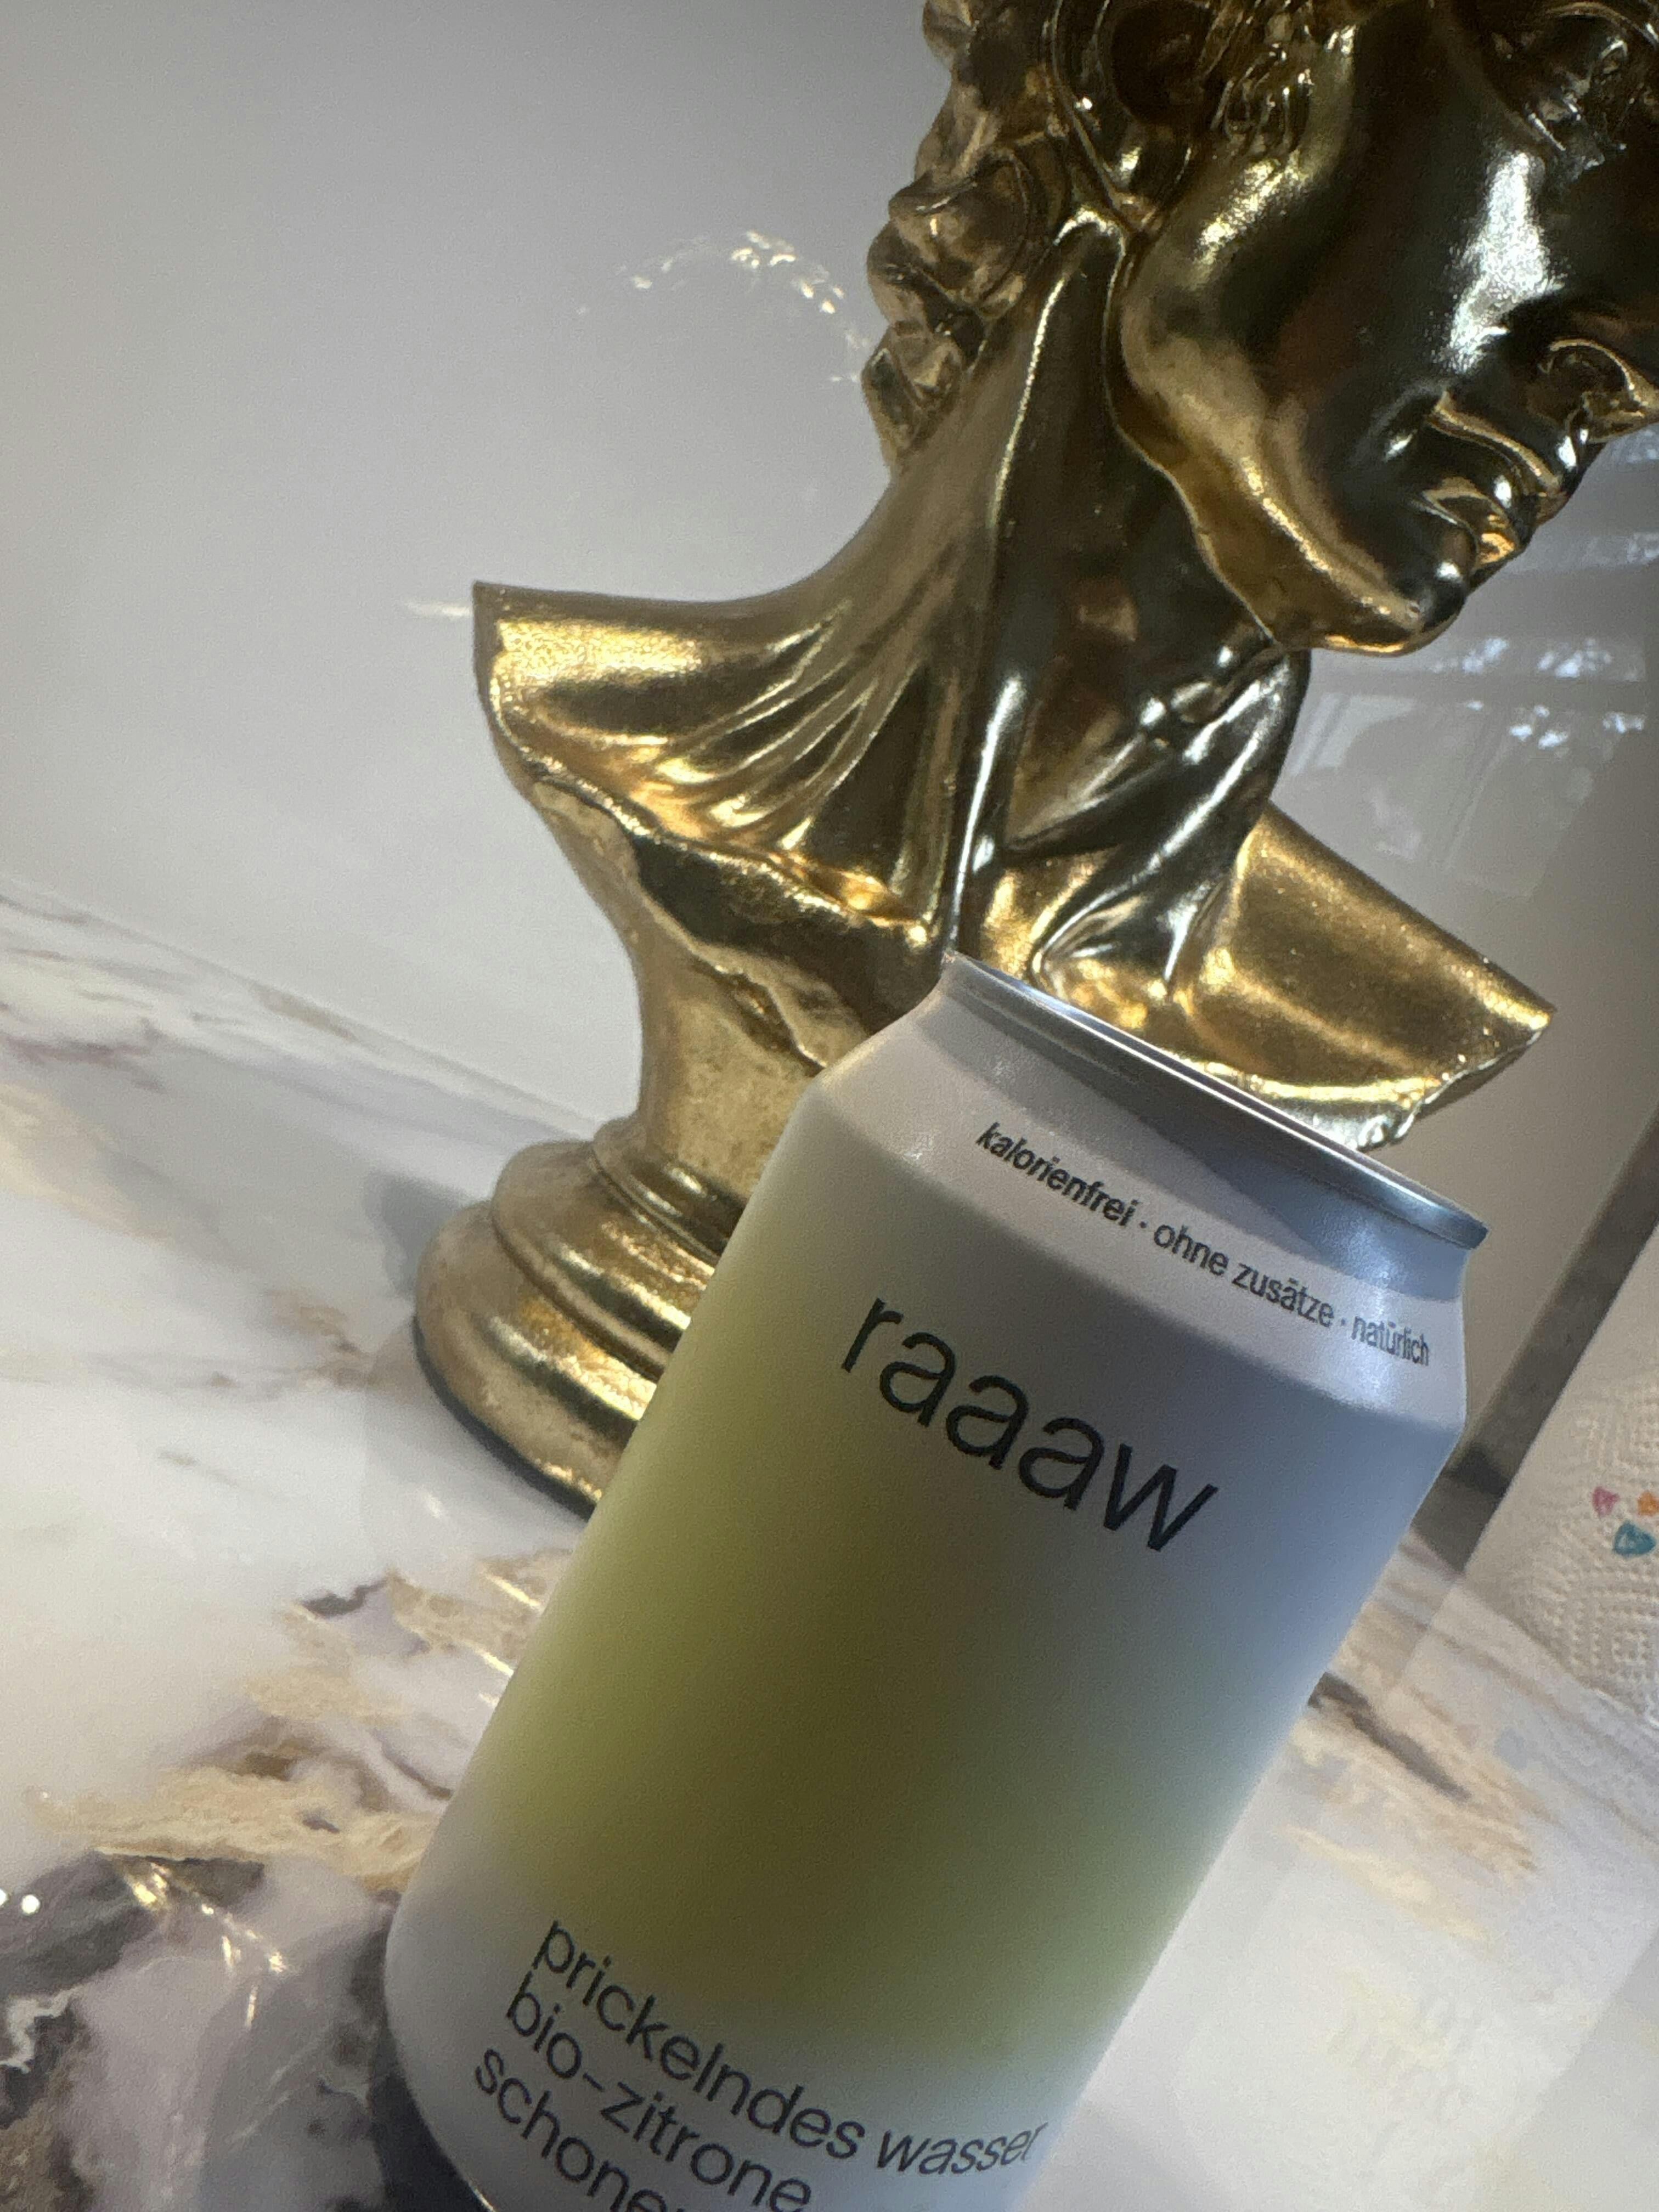 kalorienfrei · ohne zusätze · natürlich
raaaw
prickelndes wasser
bio-zitrone